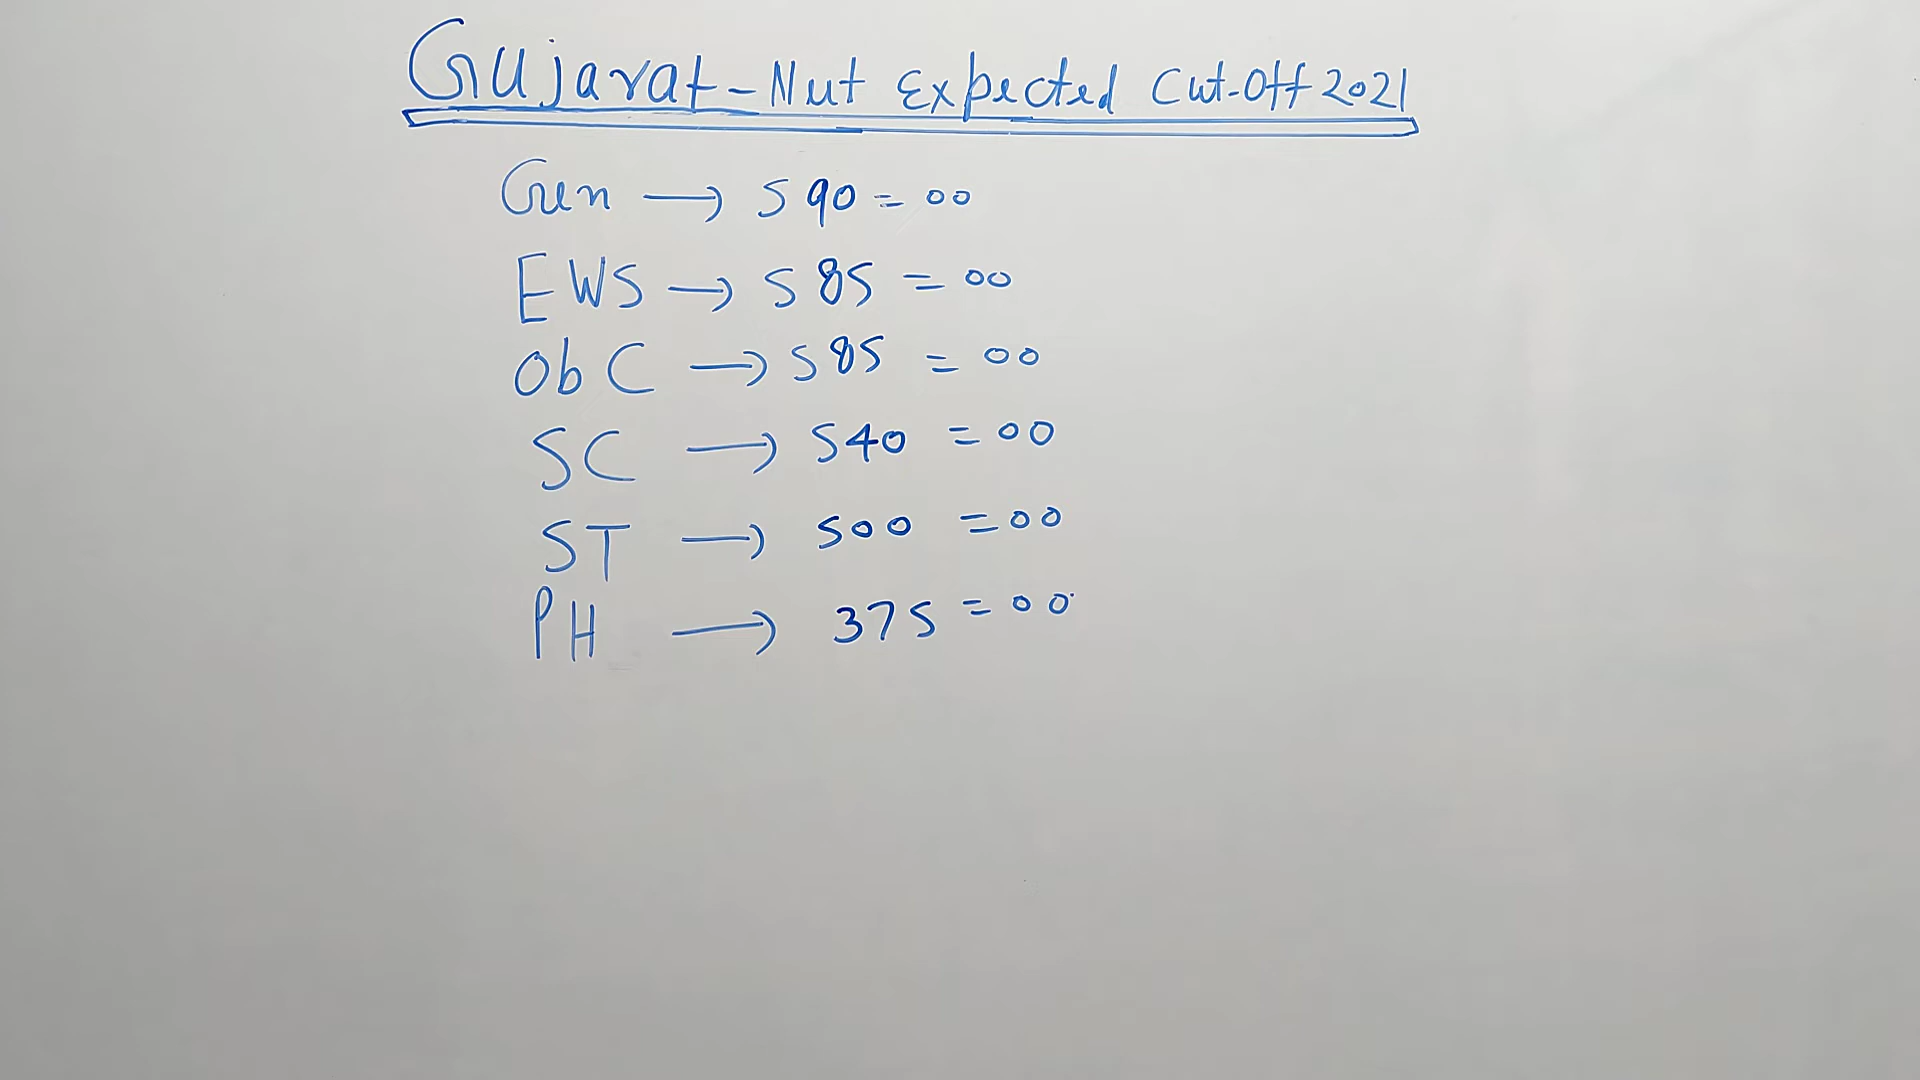 Gujarat - Neet Expected Cut-Off 2021
Gen → 590 = 00
EWS → 585 = 00
ObC → 585 = 00
SC → 540 = 00
ST → 500 = 00
PH → 375 = 00